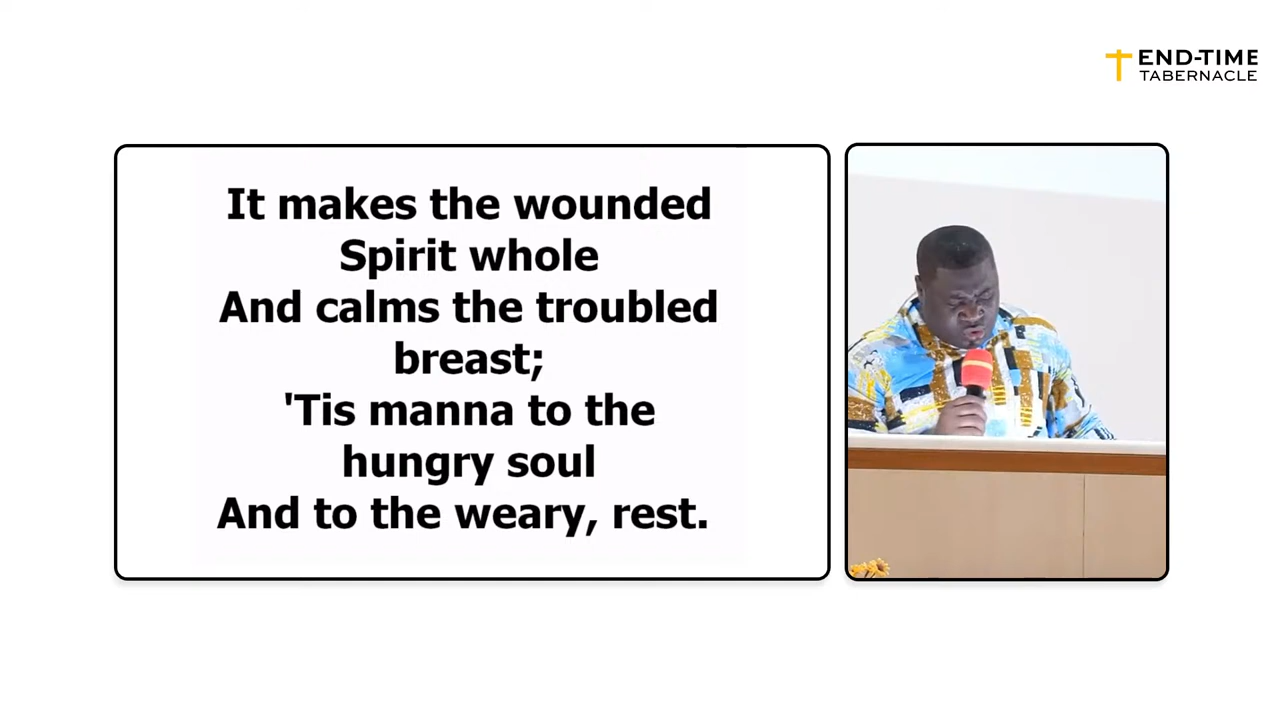 END-TIME
TABERNACLE
It makes the wounded
Spirit whole
And calms the troubled
breast;
'Tis manna to the
hungry soul
And to the weary, rest.